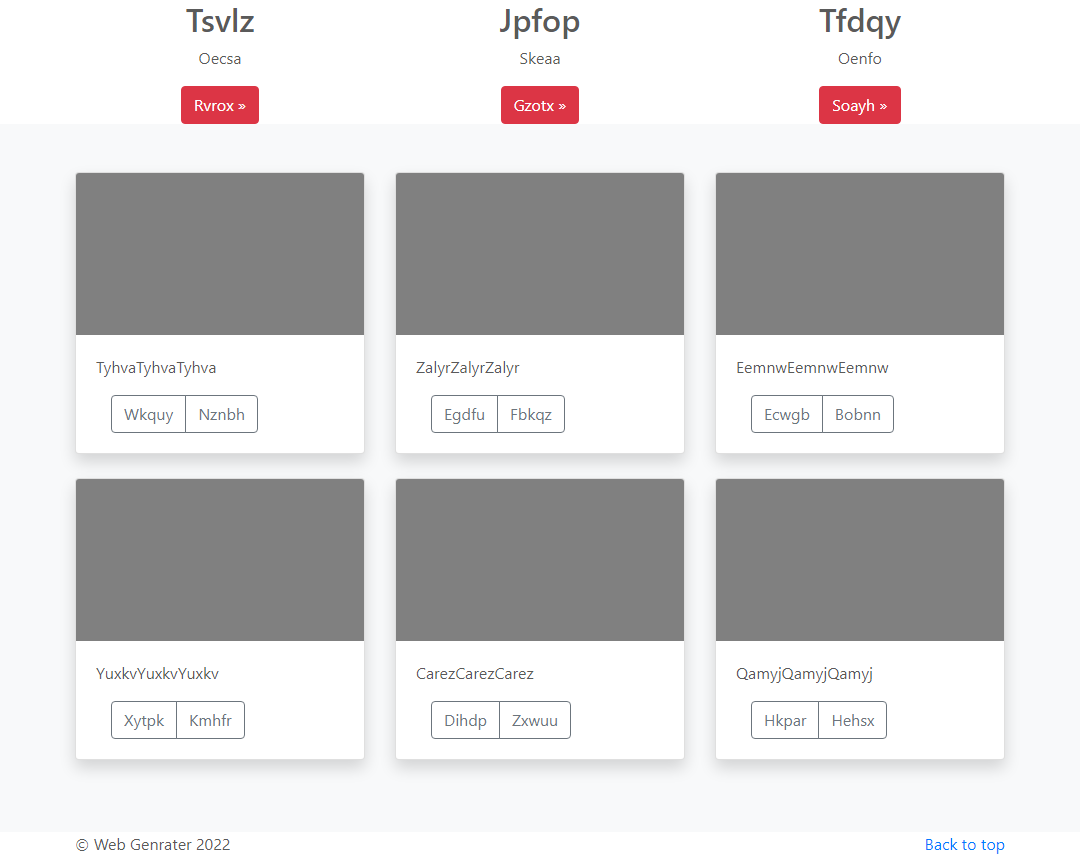 Tsvlz
Oecsa
Rvrox »
Jpfop
Skeaa
Gzotx »
Tfdqy
Oenfo
Soayh »
TyhvaTyhvaTyhva
Wkquy Nznbh
ZalyrZalyrZalyr
Egdfu Fbkqz
EemnwEemnwEemnw
Ecwgb Bobnn
YuxkvYuxkvYuxkv
Xytpk Kmhfr
CarezCarezCarez
Dihdp Zxwuu
QamyjQamyjQamyj
Hkpar Hehsx
© Web Genrater 2022
Back to top